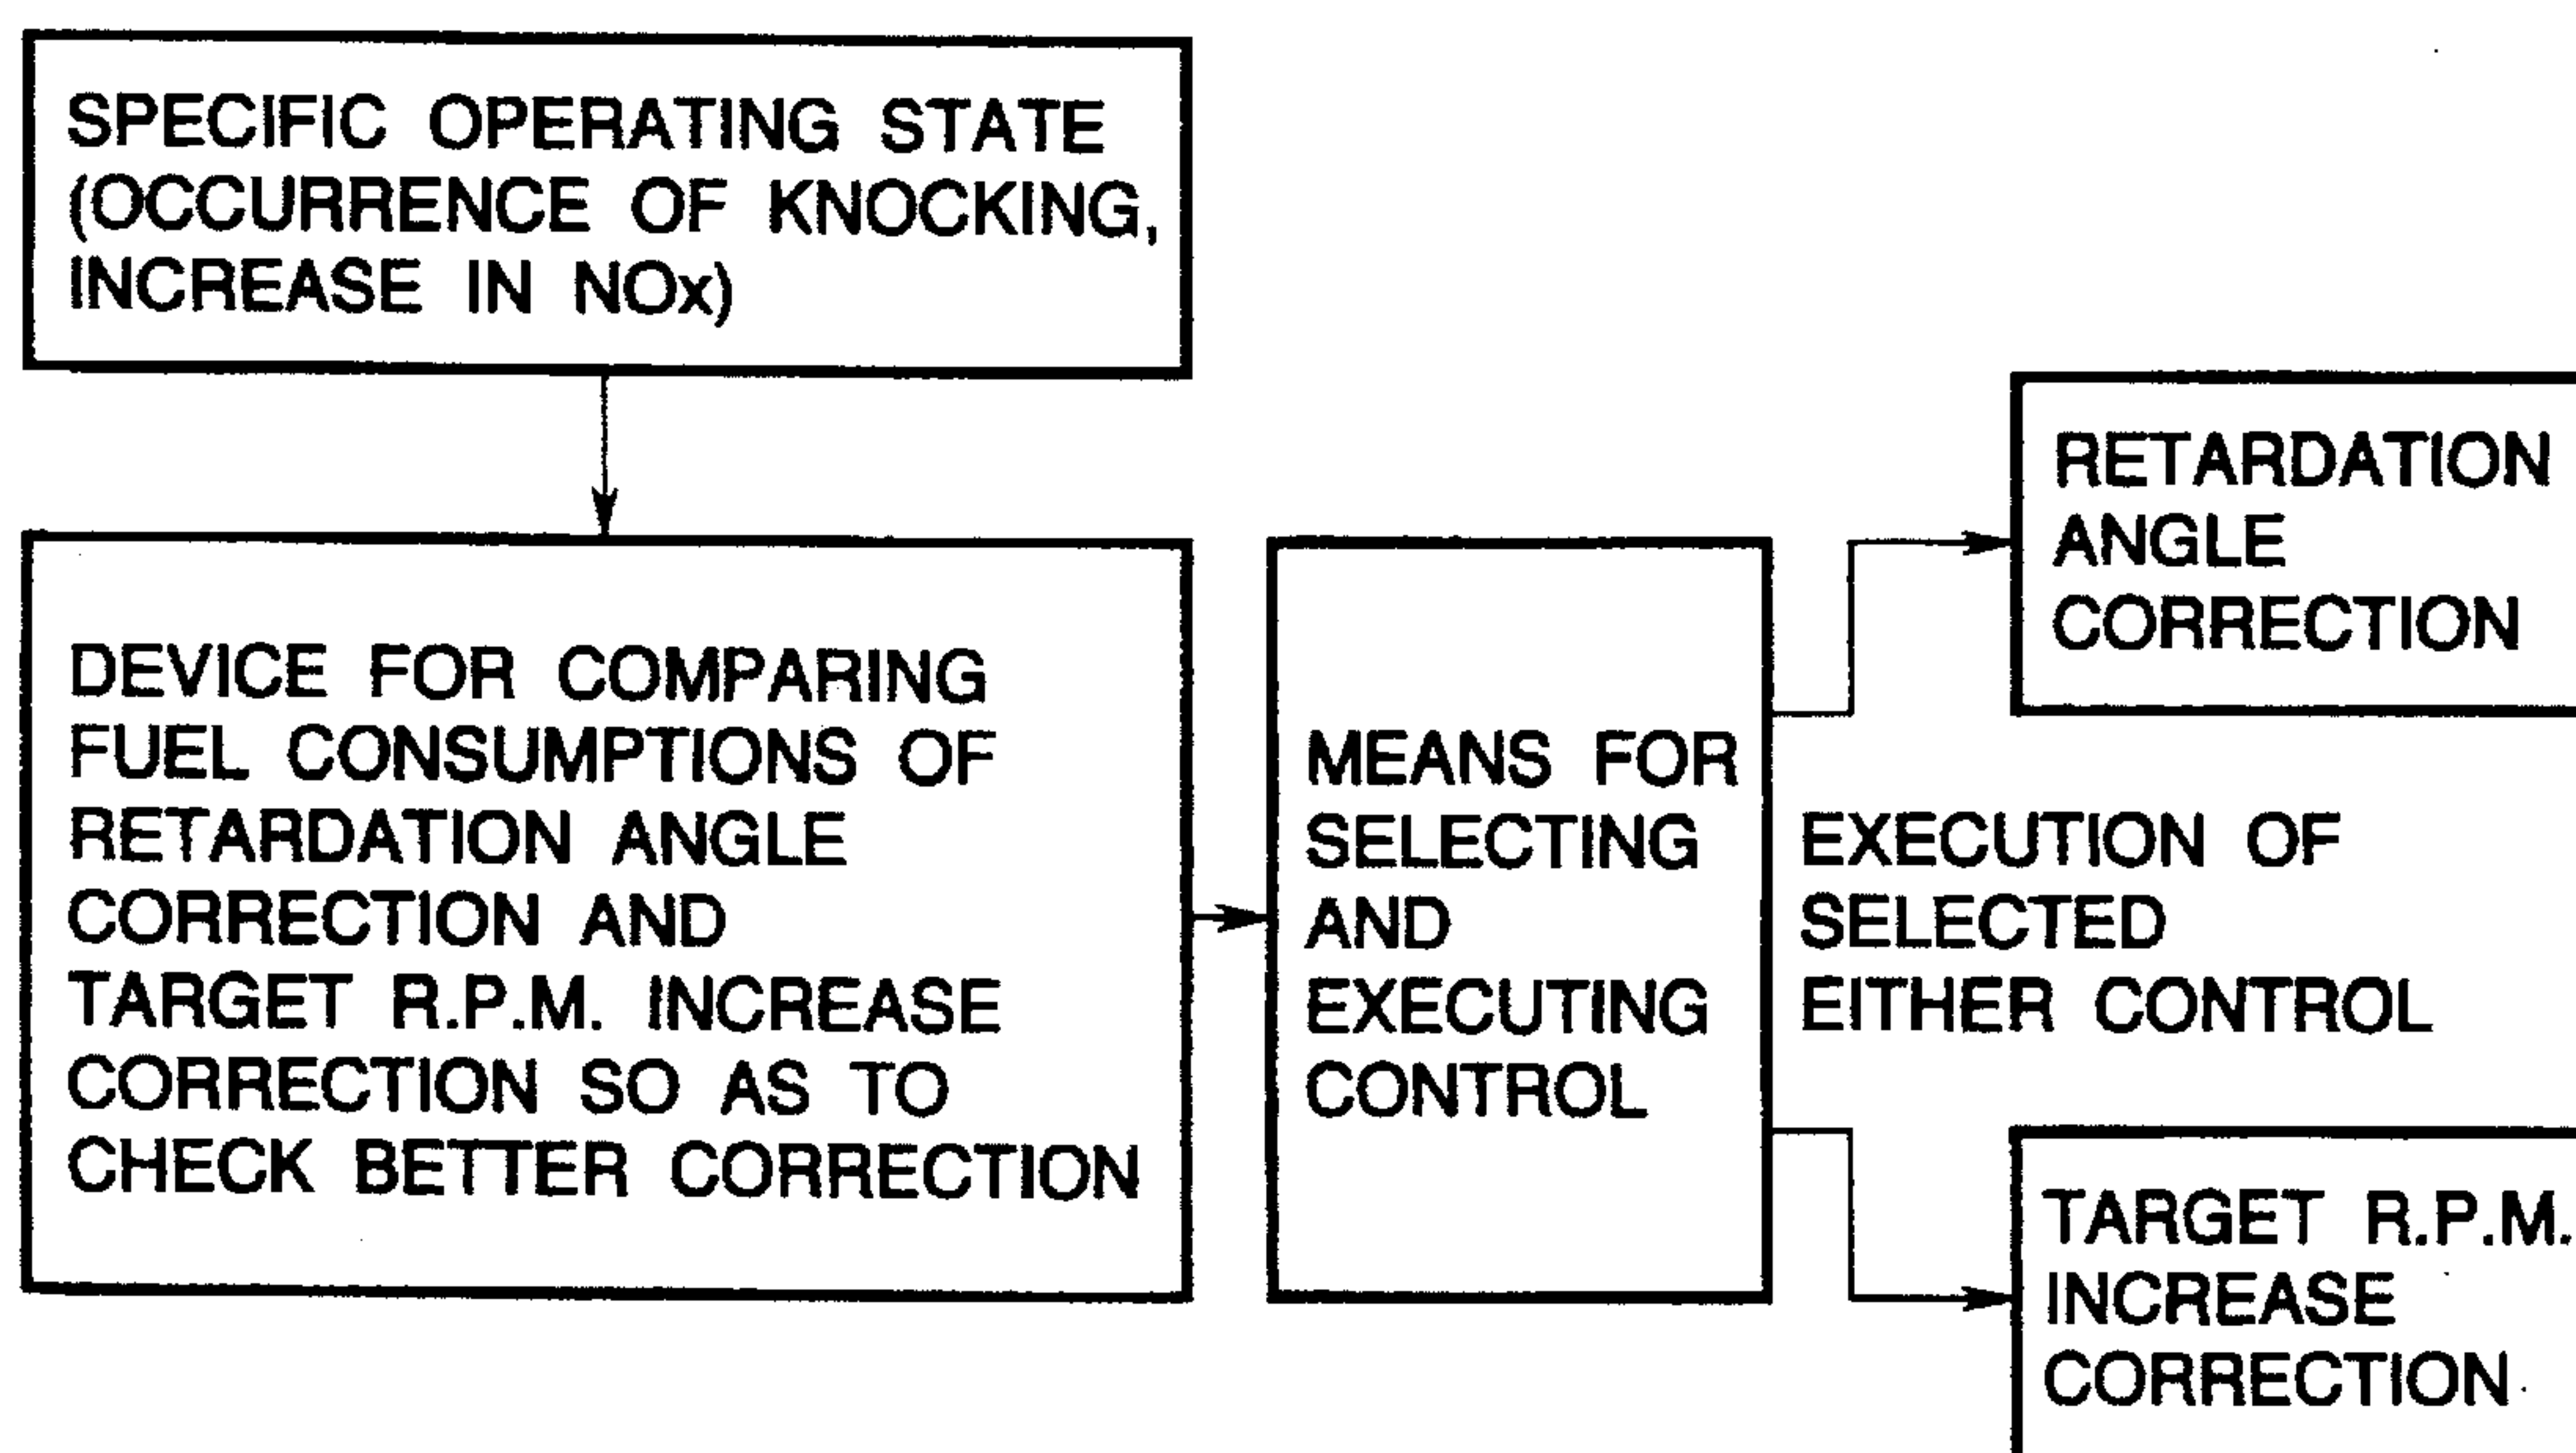 SPECIFIC OPERATING STATE
(OCCURRENCE OF KNOCKING,
INCREASE IN NOx)
DEVICE FOR COMPARING
FUEL CONSUMPTIONS OF
RETARDATION ANGLE
CORRECTION AND
TARGET R.P.M. INCREASE
CORRECTION SO AS TO
CHECK BETTER CORRECTION
MEANS FOR
SELECTING
AND
EXECUTING
CONTROL
RETARDATION
ANGLE
CORRECTION
EXECUTION OF
SELECTED
EITHER CONTROL
TARGET R.P.M.
INCREASE
CORRECTION